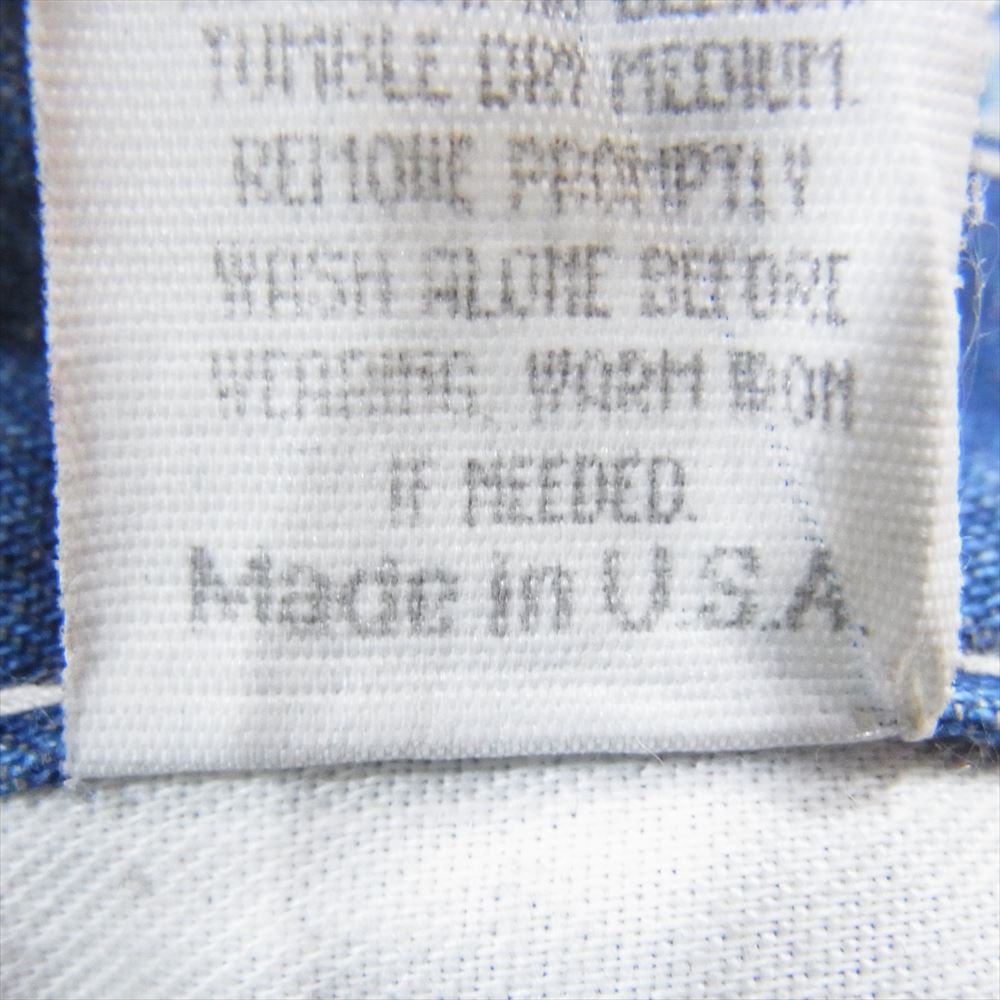 TUMBLE DRY MEDIUM.
REMOVE PROMPTLY
WASH ALONE BEFORE
WEARING. WARM IRON
IF NEEDED.
Made in U.S.A.